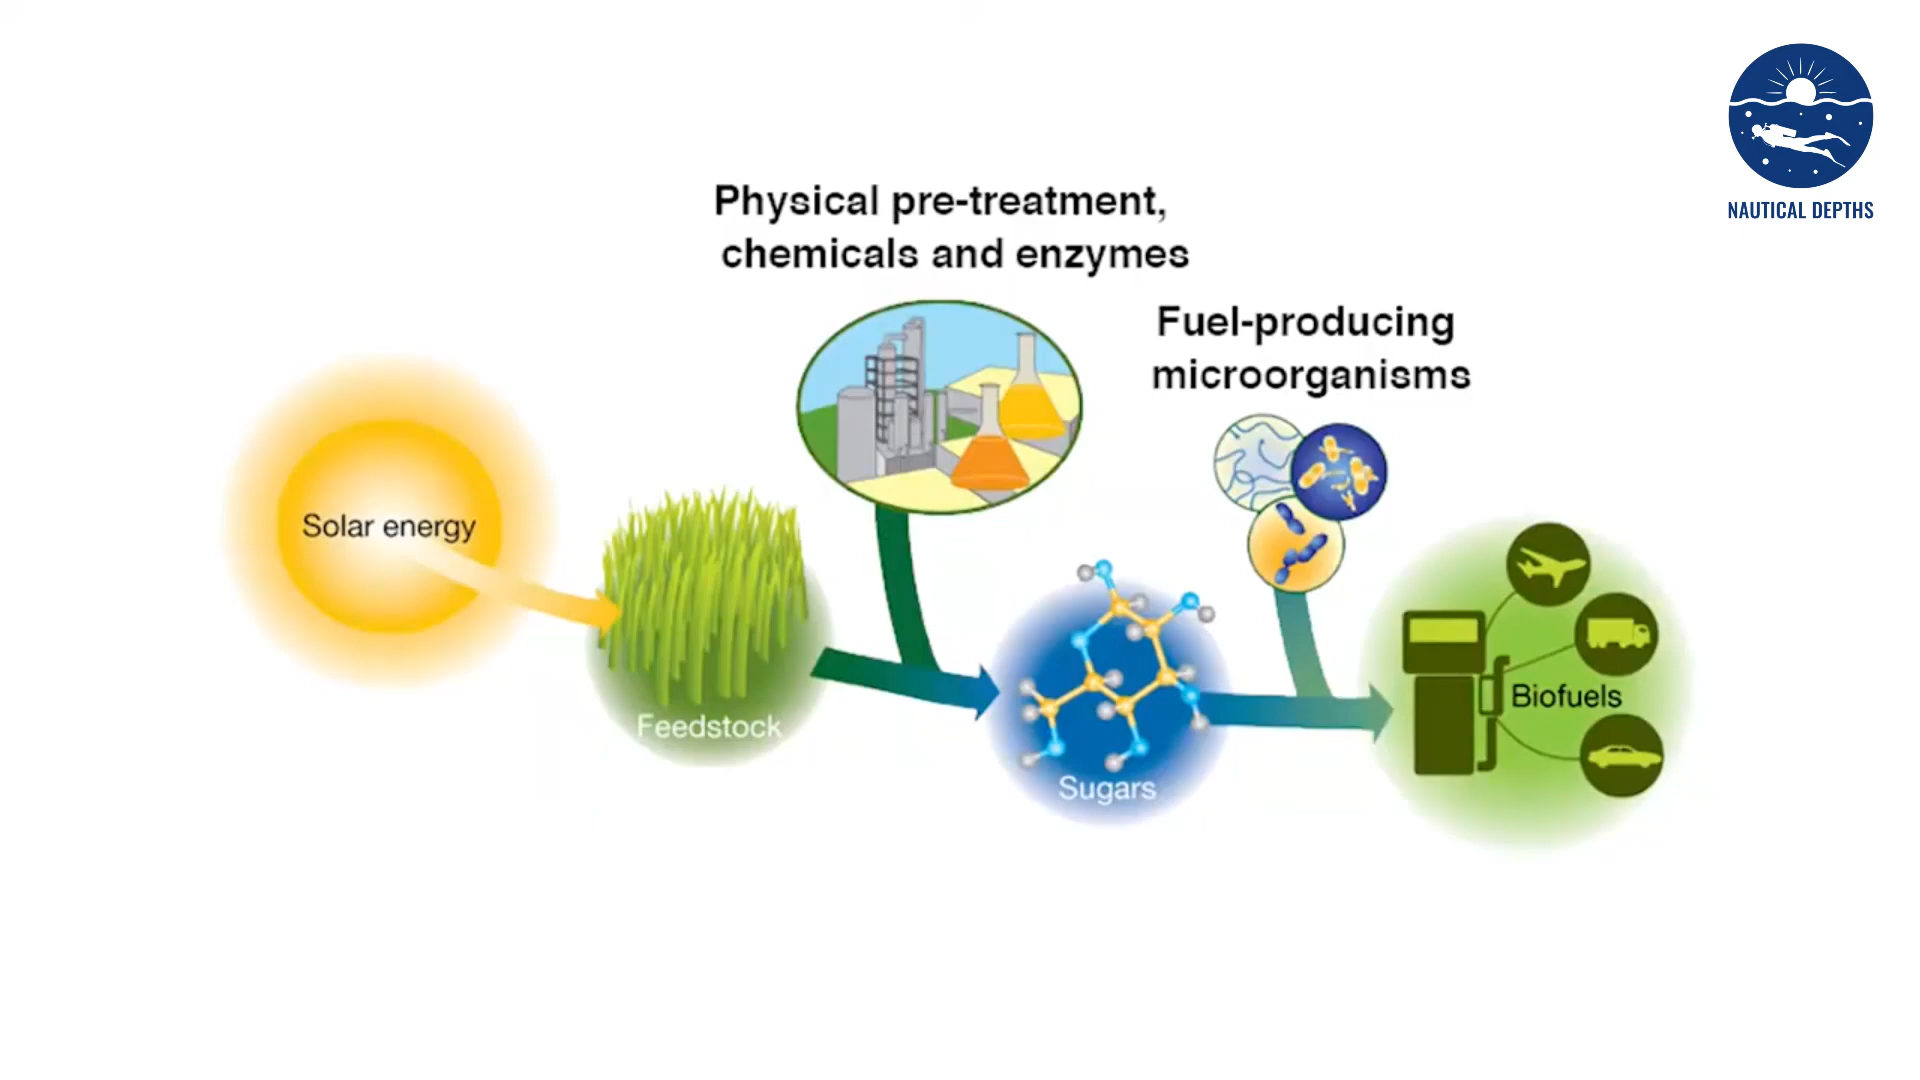 NAUTICAL DEPTHS
Physical pre-treatment,
chemicals and enzymes
Fuel-producing
microorganisms
Solar energy
Feedstock
Sugars
Biofuels